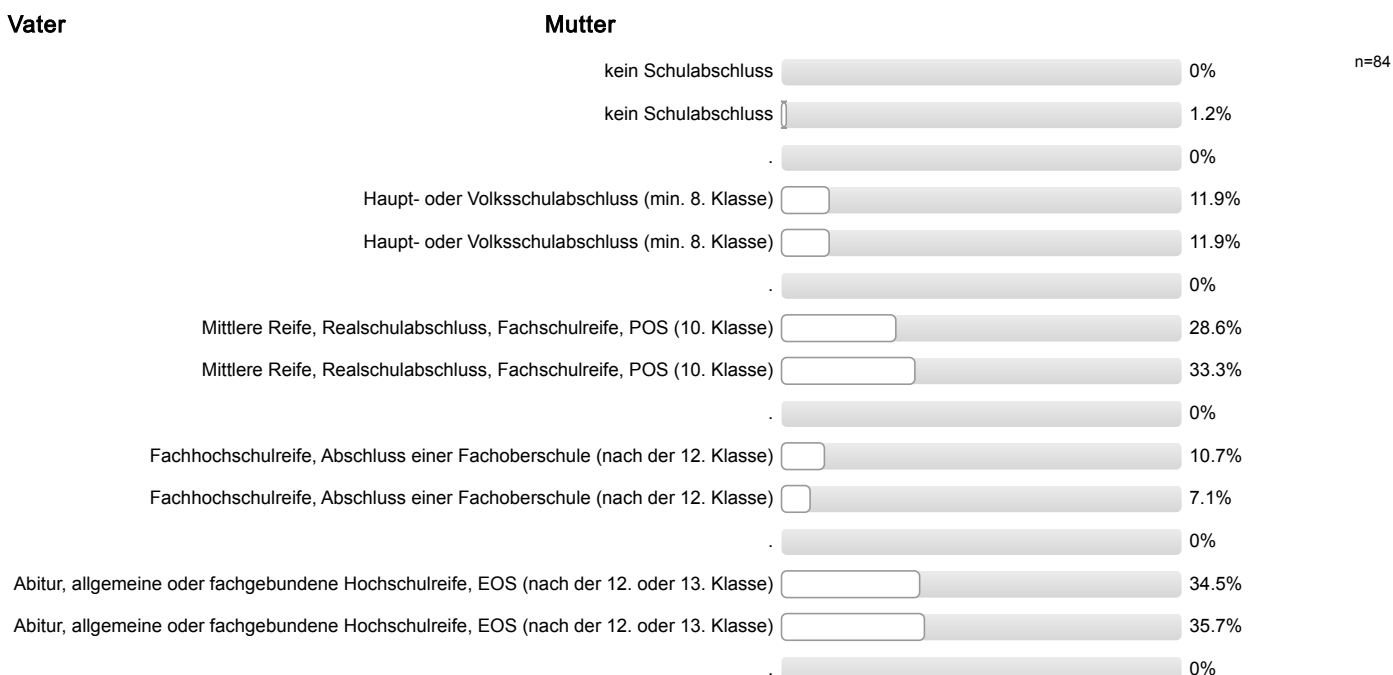 Vater Mutter
n=84
kein Schulabschluss 0%
kein Schulabschluss 1.2%
. 0%
Haupt- oder Volksschulabschluss (min. 8. Klasse) 11.9%
Haupt- oder Volksschulabschluss (min. 8. Klasse) 11.9%
. 0%
Mittlere Reife, Realschulabschluss, Fachschulreife, POS (10. Klasse) 28.6%
Mittlere Reife, Realschulabschluss, Fachschulreife, POS (10. Klasse) 33.3%
. 0%
Fachhochschulreife, Abschluss einer Fachoberschule (nach der 12. Klasse) 10.7%
Fachhochschulreife, Abschluss einer Fachoberschule (nach der 12. Klasse) 7.1%
. 0%
Abitur, allgemeine oder fachgebundene Hochschulreife, EOS (nach der 12. oder 13. Klasse) 34.5%
Abitur, allgemeine oder fachgebundene Hochschulreife, EOS (nach der 12. oder 13. Klasse) 35.7%
. 0%